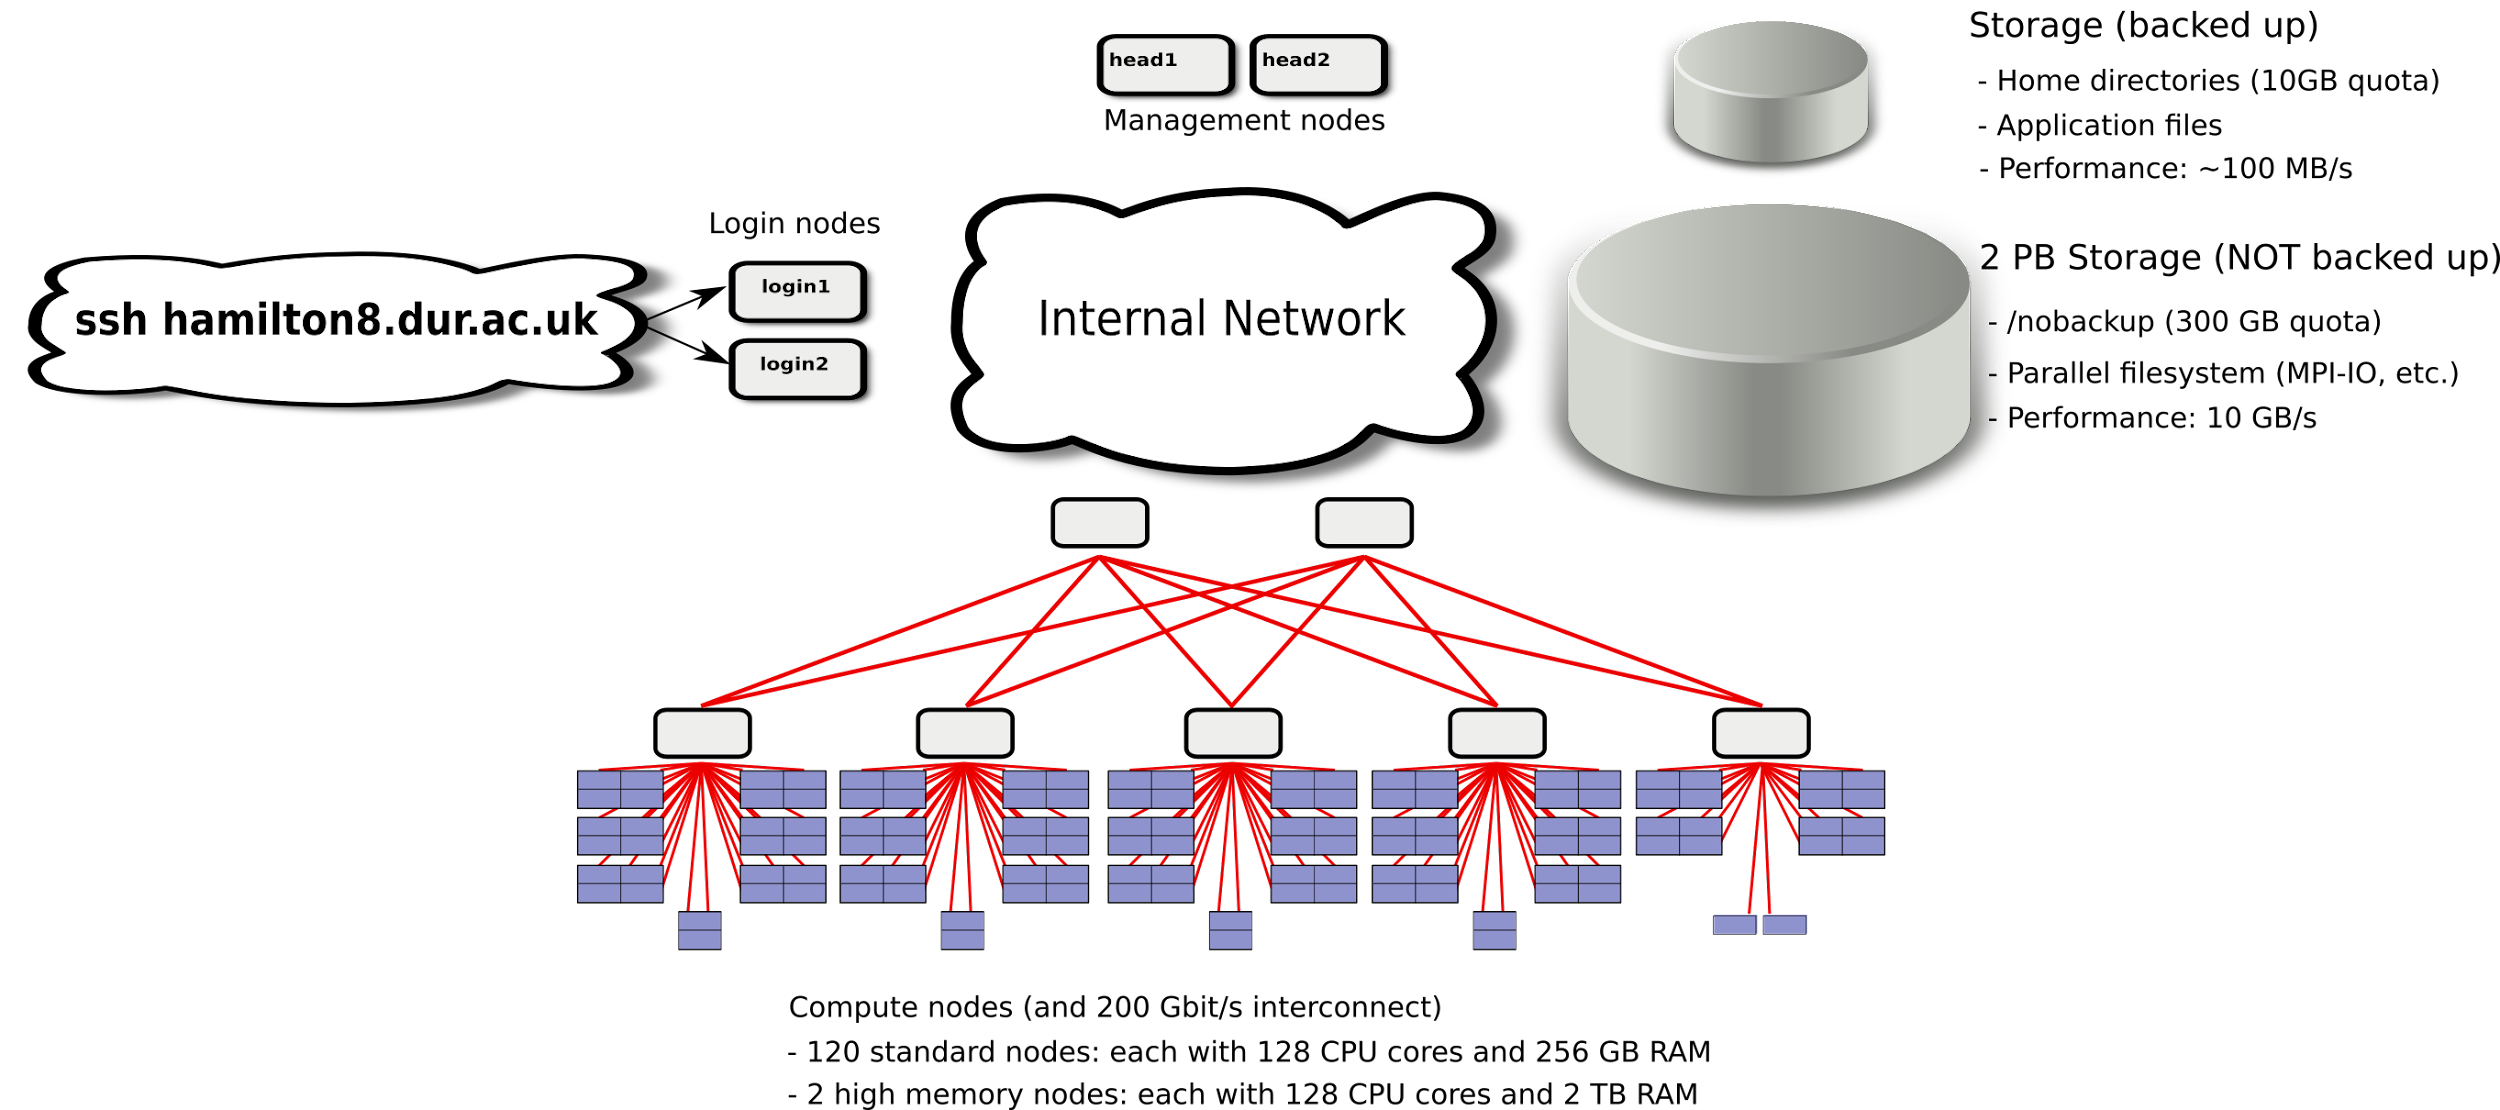 head1
head2
Management nodes
Storage (backed up)
- Home directories (10GB quota)
- Application files
- Performance: ~100 MB/s
Login nodes
login1
login2
ssh hamilton8.dur.ac.uk
Internal Network
2 PB Storage (NOT backed up)
- /nobackup (300 GB quota)
- Parallel filesystem (MPI-IO, etc.)
- Performance: 10 GB/s
Compute nodes (and 200 Gbit/s interconnect)
- 120 standard nodes: each with 128 CPU cores and 256 GB RAM
- 2 high memory nodes: each with 128 CPU cores and 2 TB RAM